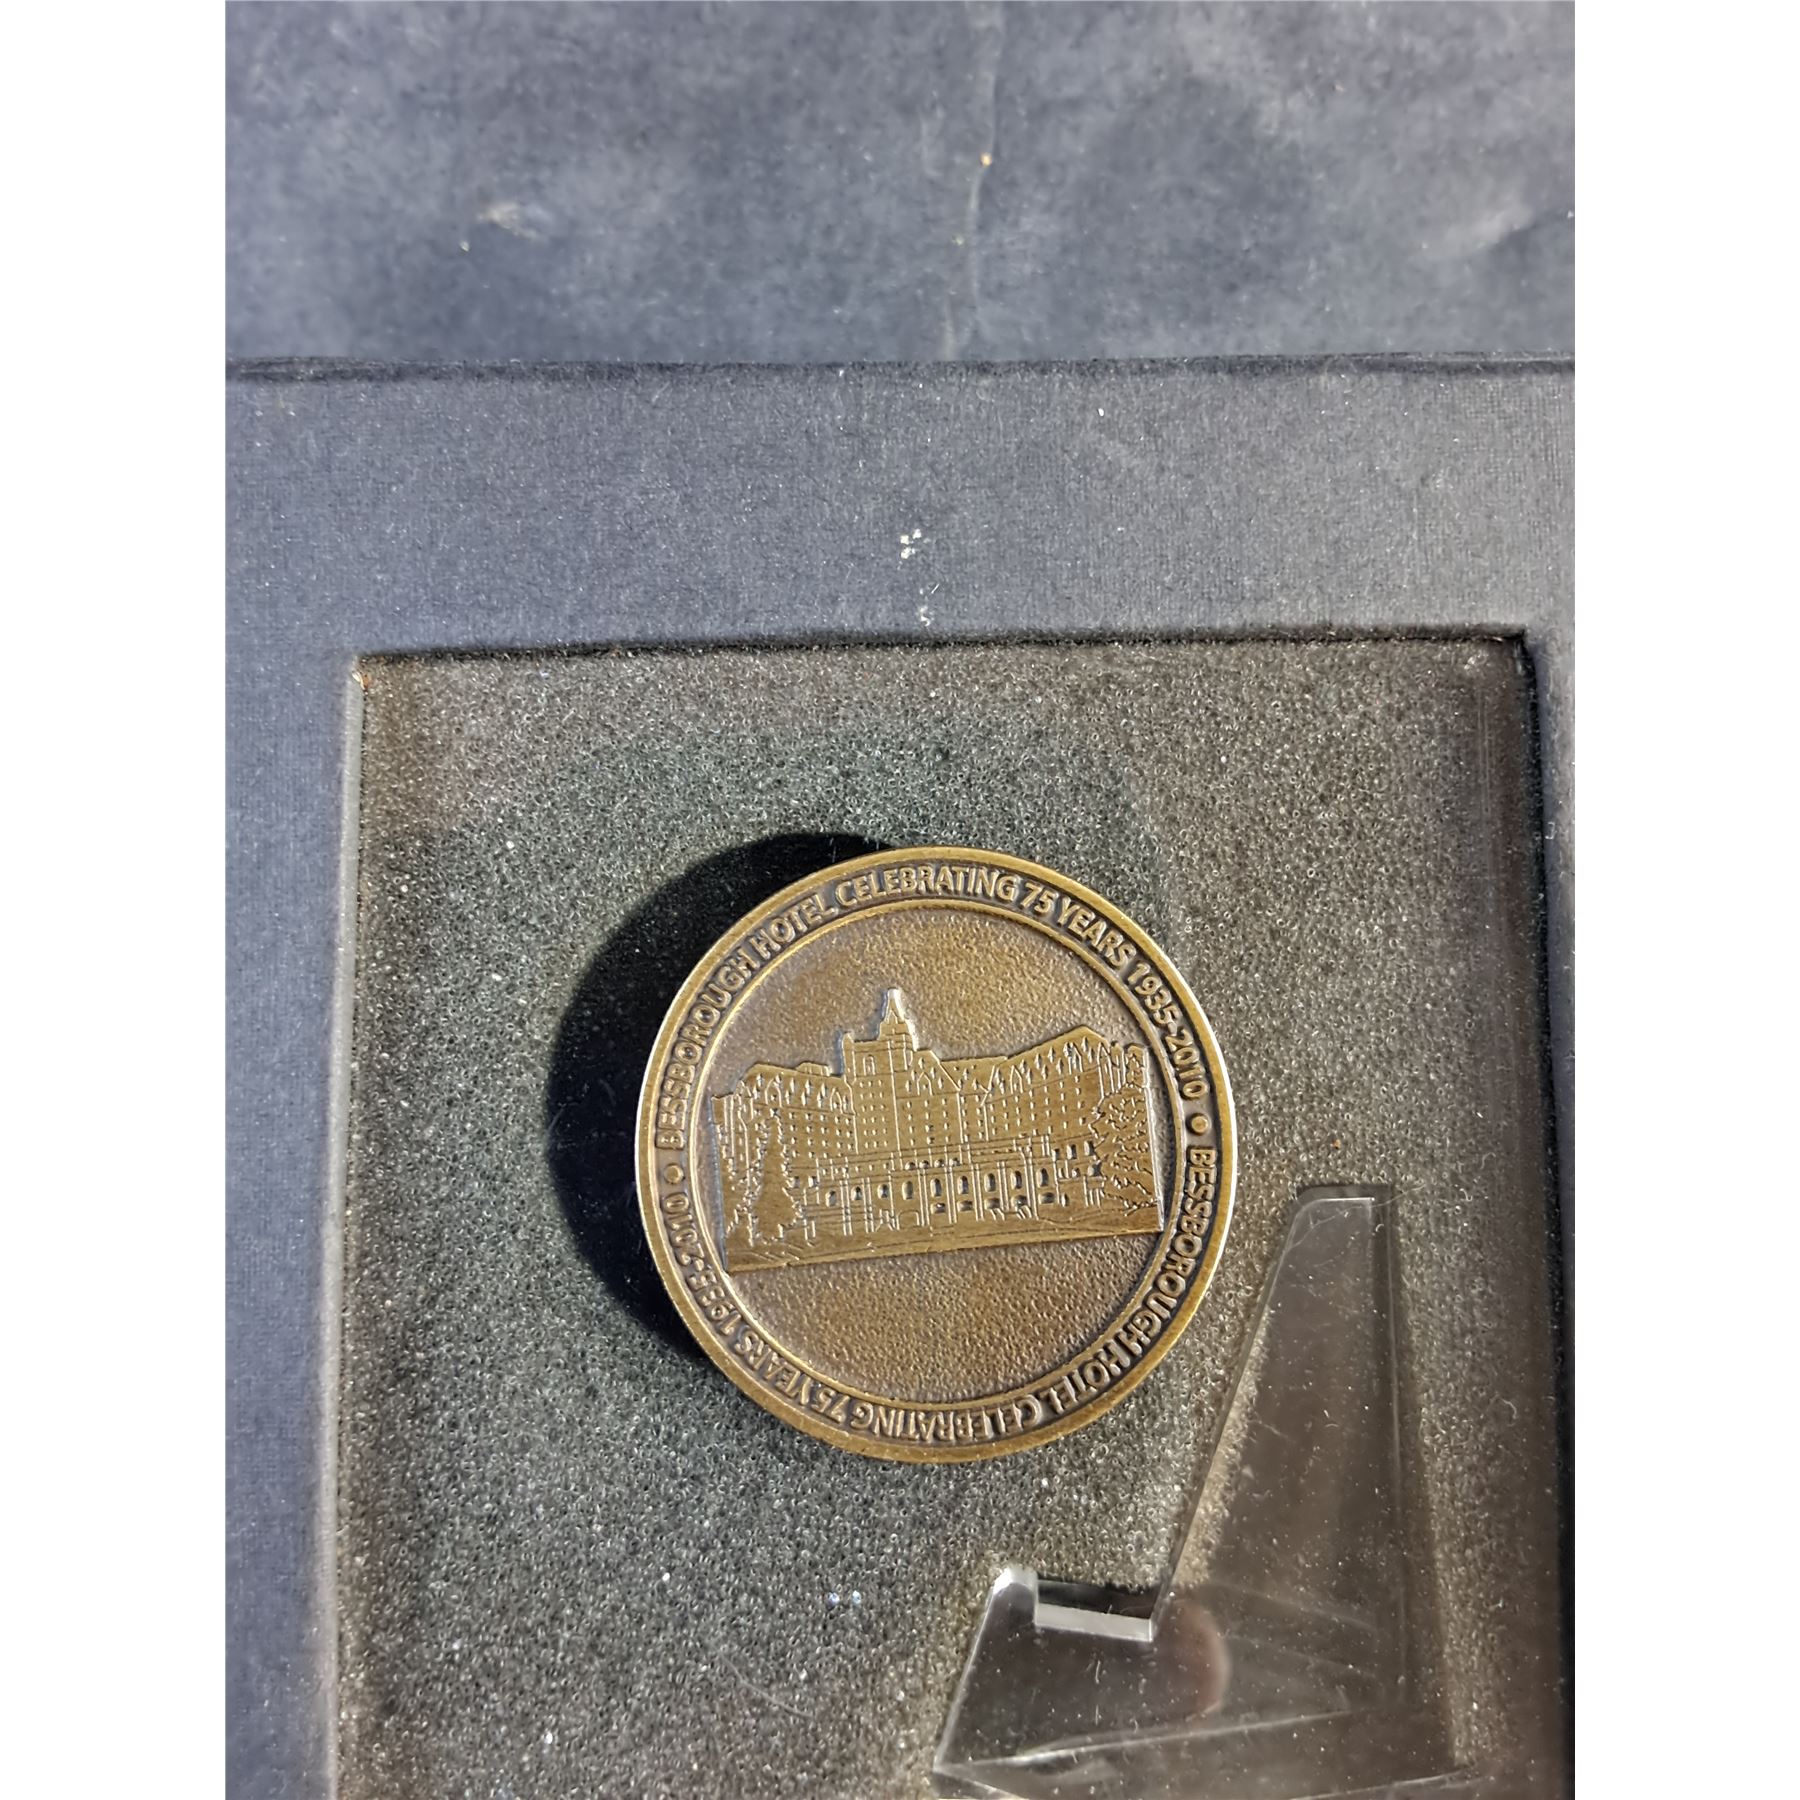 BESSBOROUGH HOTEL CELEBRATING 75 YEARS 1935-2010 •
BESSBOROUGH HOTEL CELEBRATING 75 YEARS 1935-2010 •